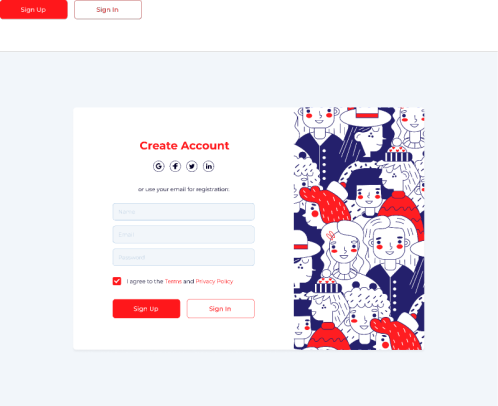 Sign Up Sign In
Create Account
G f in
or use your email for registration.
Name
Email
Password
I agree to the Terms and Privacy Policy
Sign Up Sign In